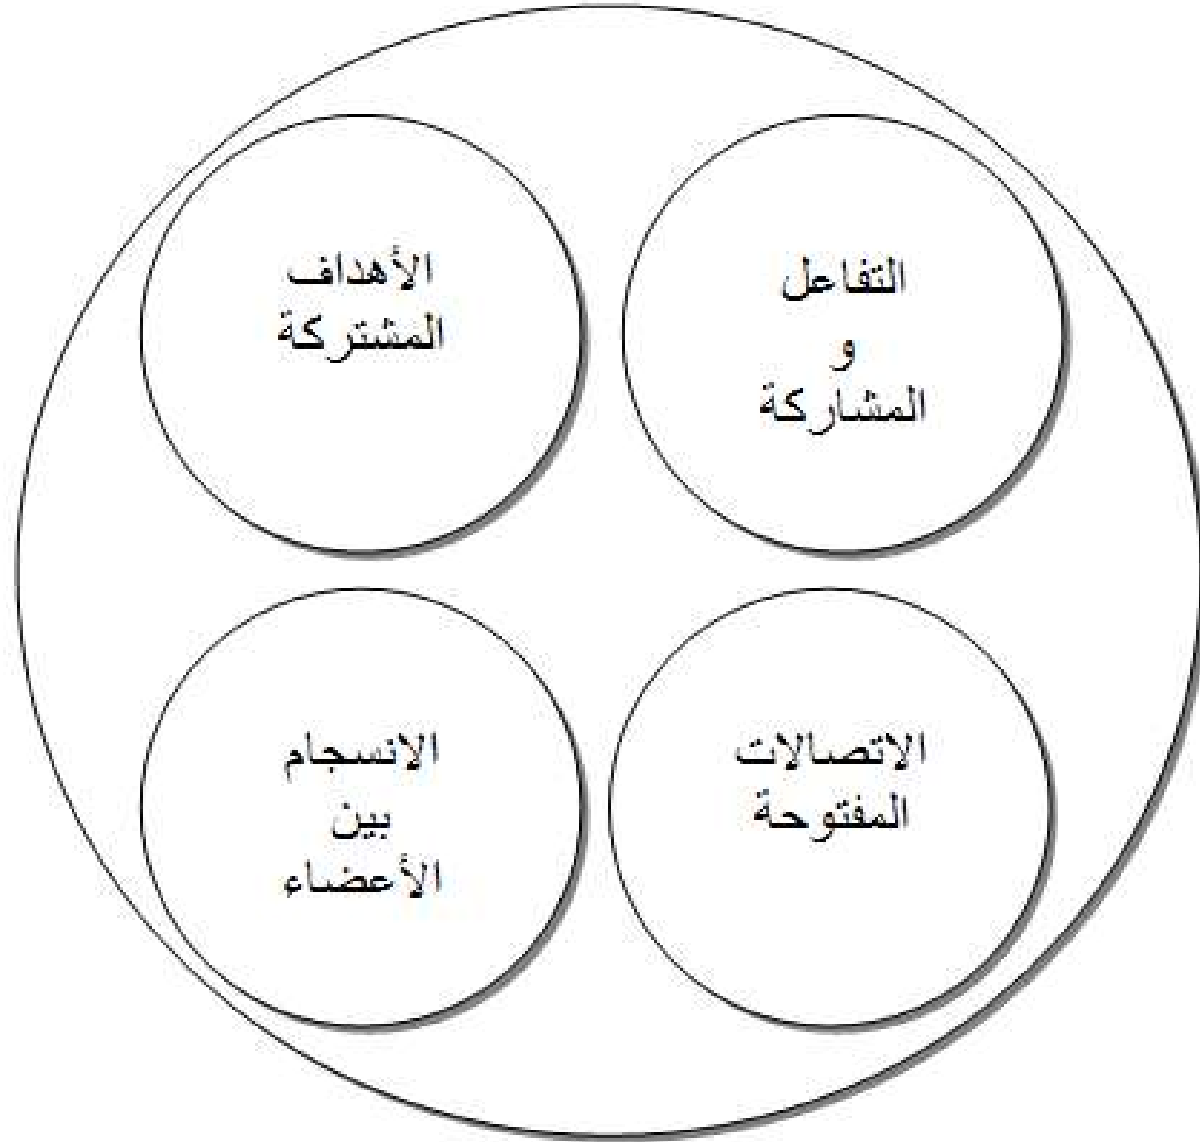 التفاعل
و
المشاركة
الأهداف
المشتركة
الاتصالات
المفتوحة
الانسجام
بين
الأعضاء